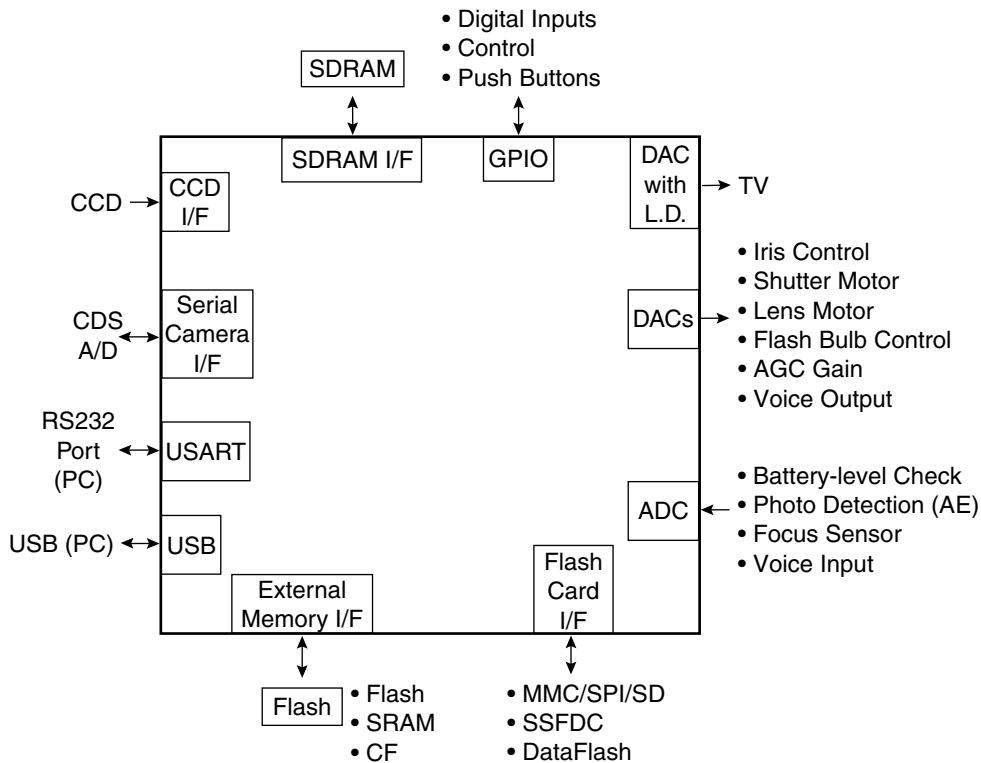 • Digital Inputs
• Control
• Push Buttons
SDRAM
SDRAM I/F
GPIO
DAC
with
L.D.
TV
CCD
CCD
I/F
• Iris Control
• Shutter Motor
• Lens Motor
• Flash Bulb Control
• AGC Gain
• Voice Output
DACs
CDS
A/D
Serial
Camera
I/F
RS232
Port
(PC)
USART
• Battery-level Check
• Photo Detection (AE)
• Focus Sensor
• Voice Input
ADC
USB (PC)
USB
External
Memory I/F
Flash
Card
I/F
Flash
• Flash
• SRAM
• CF
• MMC/SPI/SD
• SSFDC
• DataFlash